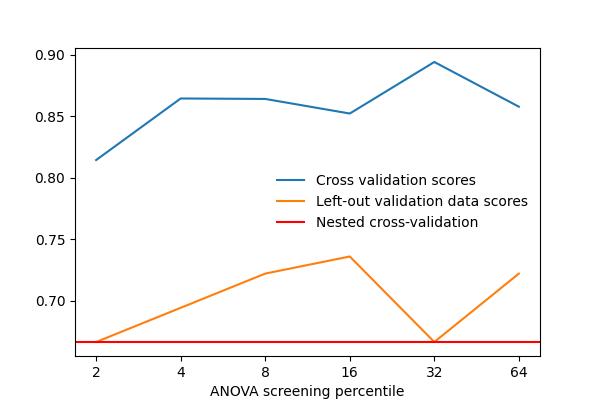 0.90
0.85
0.80
0.75
0.70
Cross validation scores
Left-out validation data scores
Nested cross-validation
2 4 8 16 32 64
ANOVA screening percentile